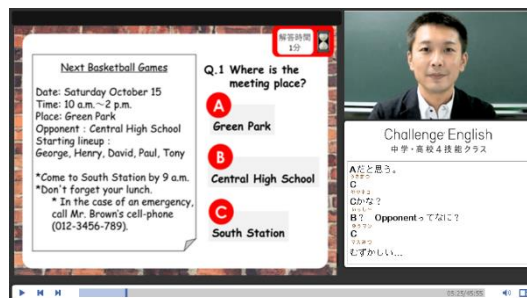 解答時間
1分
Next Basketball Games
Date: Saturday October 15
Time: 10 a.m.～2 p.m.
Place: Green Park
Opponent : Central High School
Starting lineup :
George, Henry, David, Paul, Tony
*Come to South Station by 9 a.m.
*Don't forget your lunch.
* In the case of an emergency,
call Mr. Brown's cell-phone
(012-3456-789).
Q.1 Where is the
meeting place?
A
Green Park
B
Central High School
C
South Station
Challenge English
中学・高校4技能クラス
Aだと思う。
C
Cかな？
B？ Opponentってなに？
C
むずかしい...
05:25/45:55